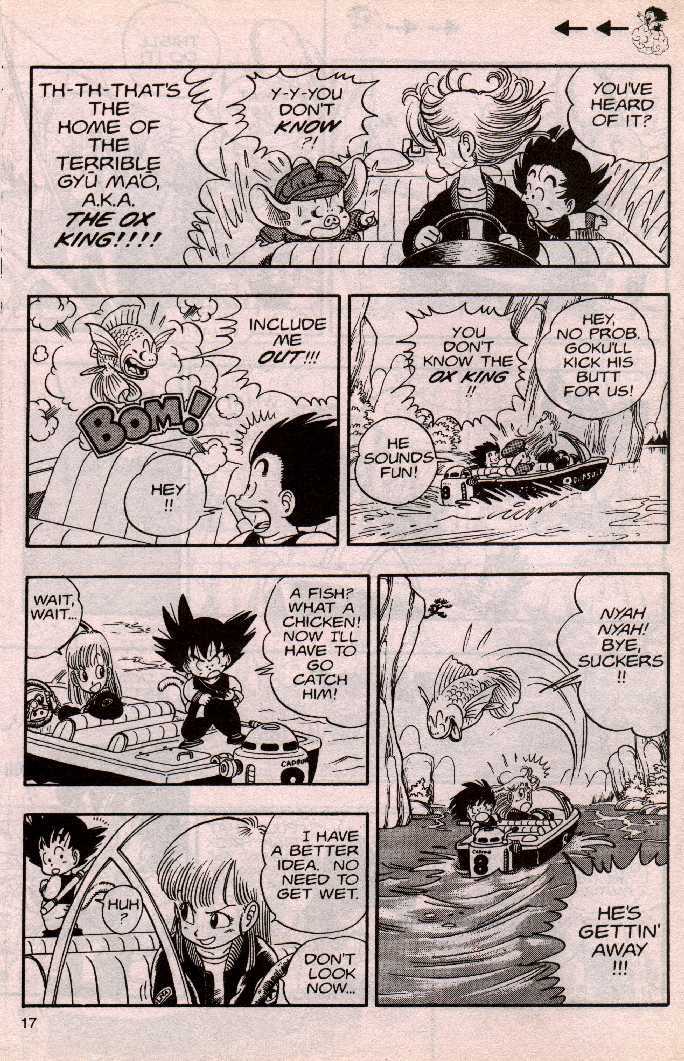 YOU'VE
HEARD
OF IT?
Y-Y-YOU
DON'T
KNOW
?!
TH-TH-THAT'S
THE
HOME OF
THE
TERRIBLE
GYŪ MAŌ,
A.K.A.
THE OX
KING!!!!
HEY,
NO PROB.
GOKU'LL
KICK HIS
BUTT
FOR US!
YOU
DON'T
KNOW THE
OX KING
!!
HE
SOUNDS
FUN!
8
INCLUDE
ME
OUT!!!
BOM!
HEY
!!
NYAH
NYAH!
BYE,
SUCKERS
!!
8
HE'S
GETTIN'
AWAY
!!!
A FISH?
WHAT A
CHICKEN!
NOW I'LL
HAVE TO
GO
CATCH
HIM!
WAIT,
WAIT...
I HAVE
A BETTER
IDEA. NO
NEED TO
GET WET.
DON'T
LOOK
NOW...
HUH
?
17